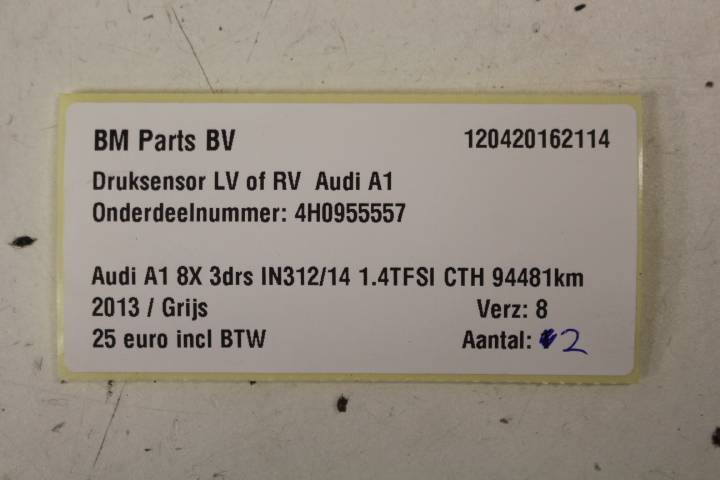 BM Parts BV 120420162114
Druksensor LV of RV Audi A1
Onderdeelnummer: 4H0955557
Audi A1 8X 3drs IN312/14 1.4TFSI CTH 94481km
2013 / Grijs Verz: 8
25 euro incl BTW Aantal: 2